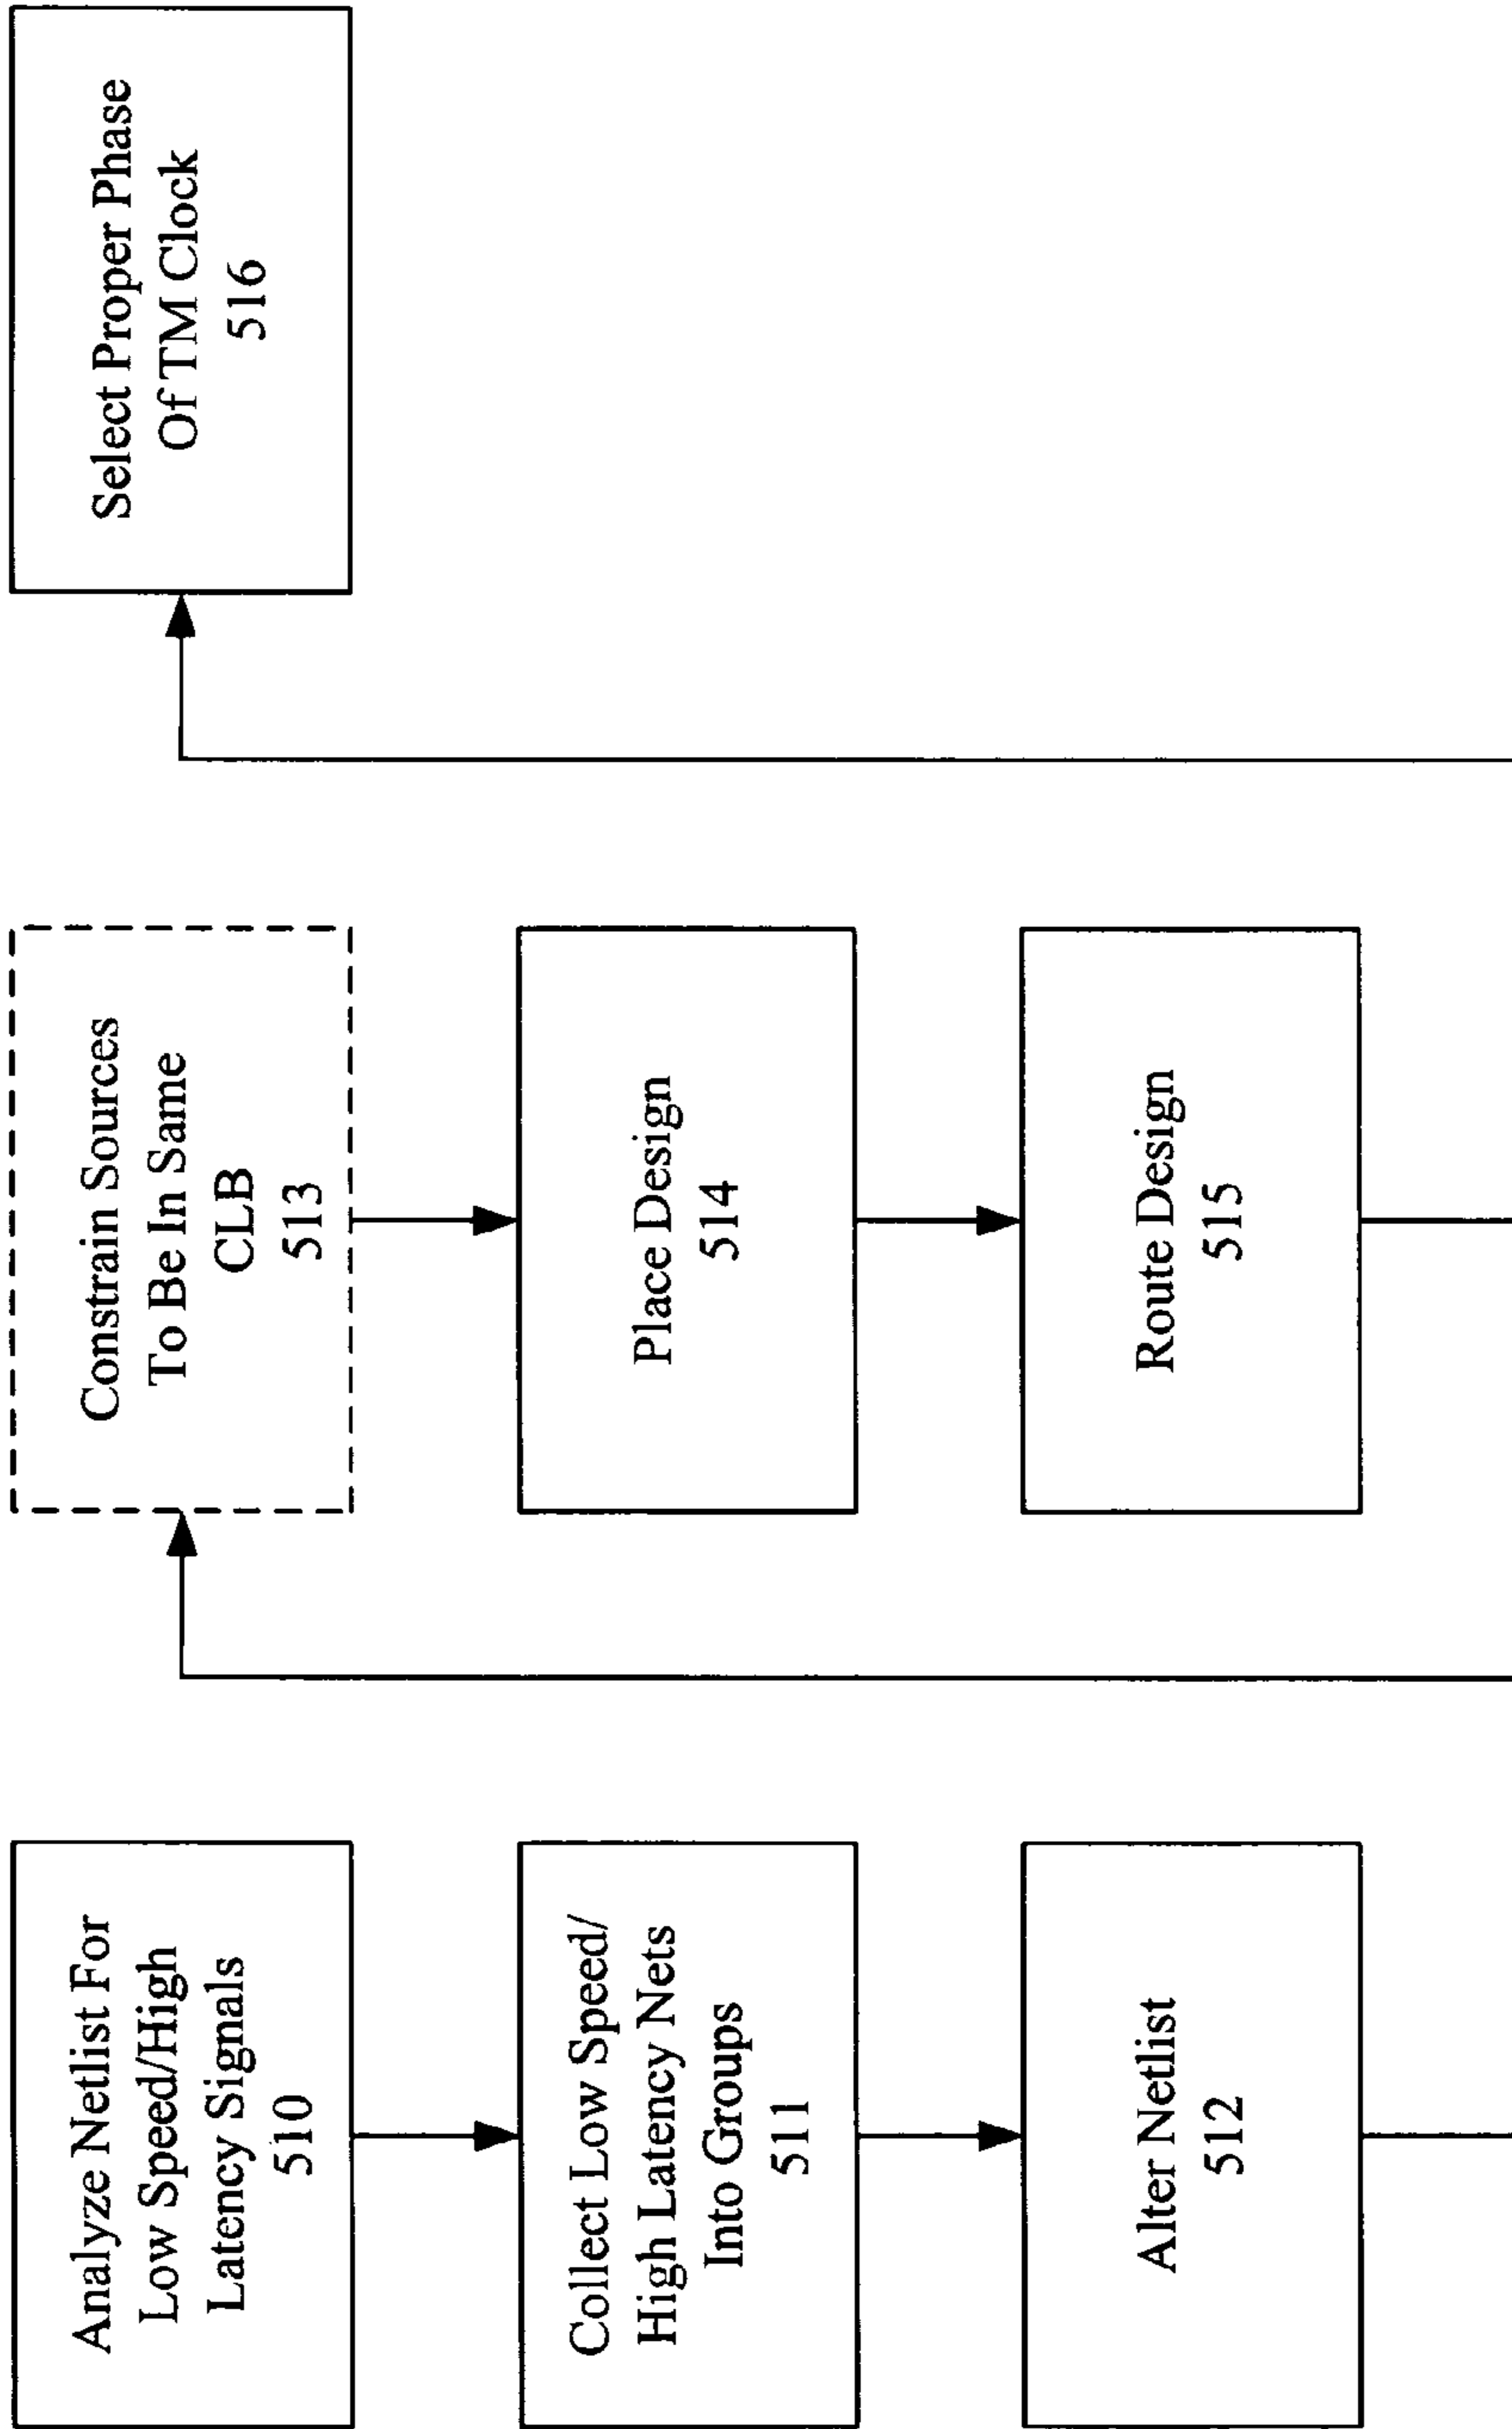 Analyze Netlist For
Low Speed/High
Latency Signals
510
Collect Low Speed/
High Latency Nets
Into Groups
511
Alter Netlist
512
Constrain Sources
To Be In Same
CLB
513
Place Design
514
Route Design
515
Select Proper Phase
Of TM Clock
516